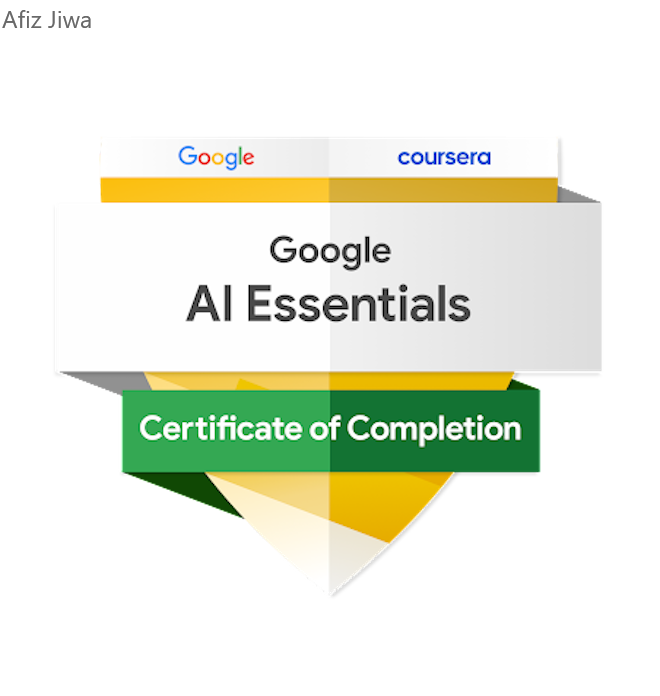 Afiz Jiwa
Google coursera
Google
AI Essentials
Certificate of Completion